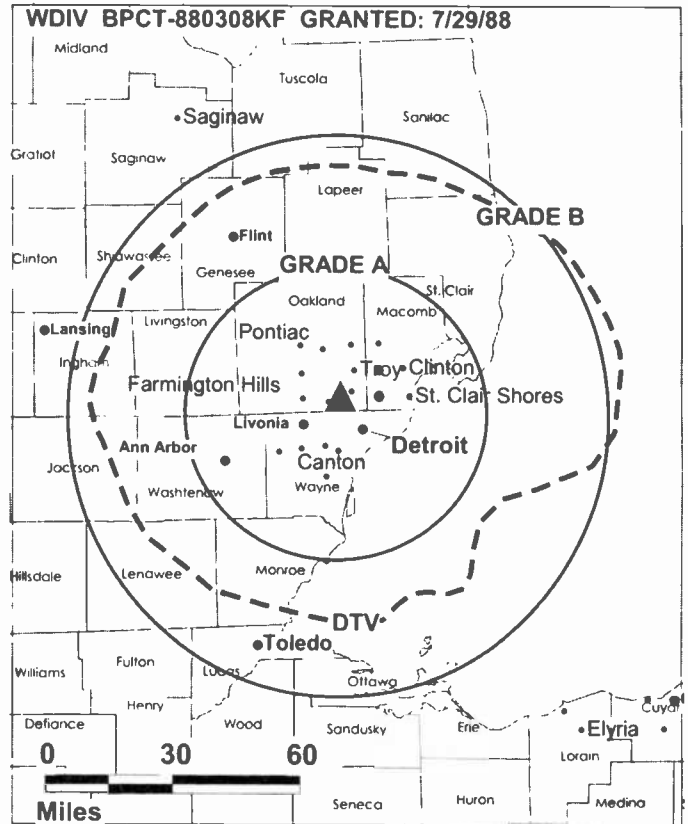 WDIV BPCT-880308KF GRANTED: 7/29/88
Midland
Tuscola
Saginaw
Sanilac
Gratiot
Saginaw
Lapeer
GRADE B
Flint
Clinton
Shiawassee
Genesee
GRADE A
St. Clair
Oakland
Macomb
Livingston
Lansing
Pontiac
Ingham
Troy Clinton
Farmington Hills
St. Clair Shores
Livonia
Ann Arbor
Detroit
Canton
Jackson
Wayne
Washtenaw
Monroe
Hillsdale
Lenawee
DTV
Toledo
Fulton
Williams
Lucas
Ottawa
Henry
Cuya
Defiance
Wood
Sandusky
Erie
Elyria
0 30 60
Lorain
Miles
Seneca
Huron
Medina